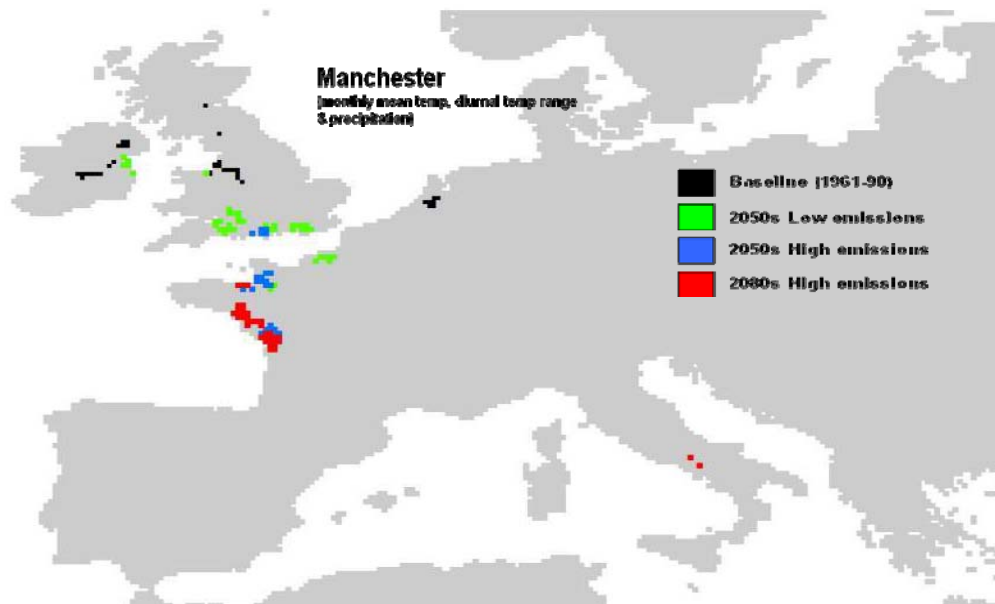 Manchester
(monthly mean temp, diurnal temp range
& precipitation)
Baseline (1961-90)
2050s Low emissions
2050s High emissions
2080s High emissions